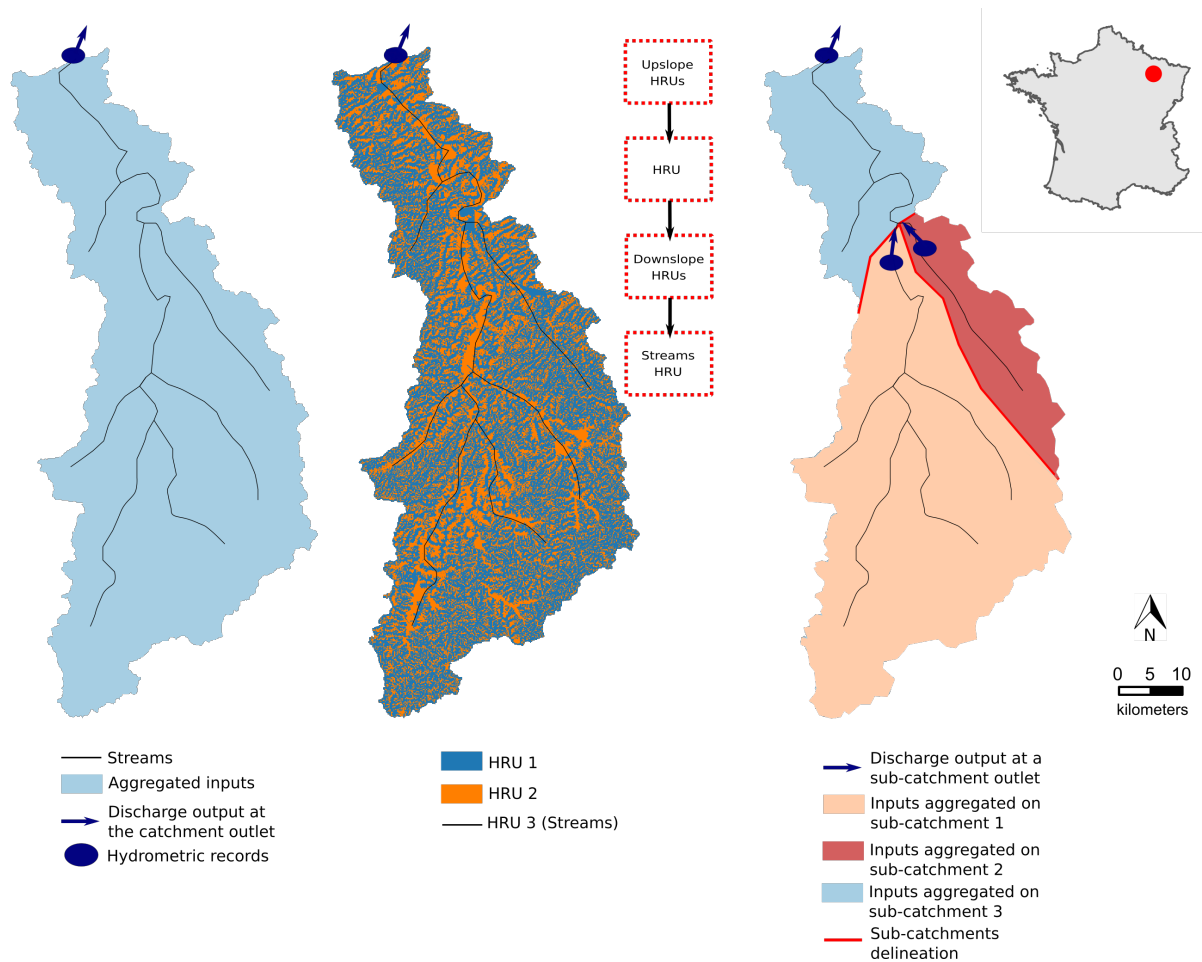 Upslope
HRUs
HRU
Downslope
HRUs
Streams
HRU
N
0 5 10
kilometers
Streams
Aggregated inputs
Discharge output at
the catchment outlet
Hydrometric records
HRU 1
HRU 2
HRU 3 (Streams)
Discharge output at a
sub-catchment outlet
Inputs aggregated on
sub-catchment 1
Inputs aggregated on
sub-catchment 2
Inputs aggregated on
sub-catchment 3
Sub-catchments
delineation